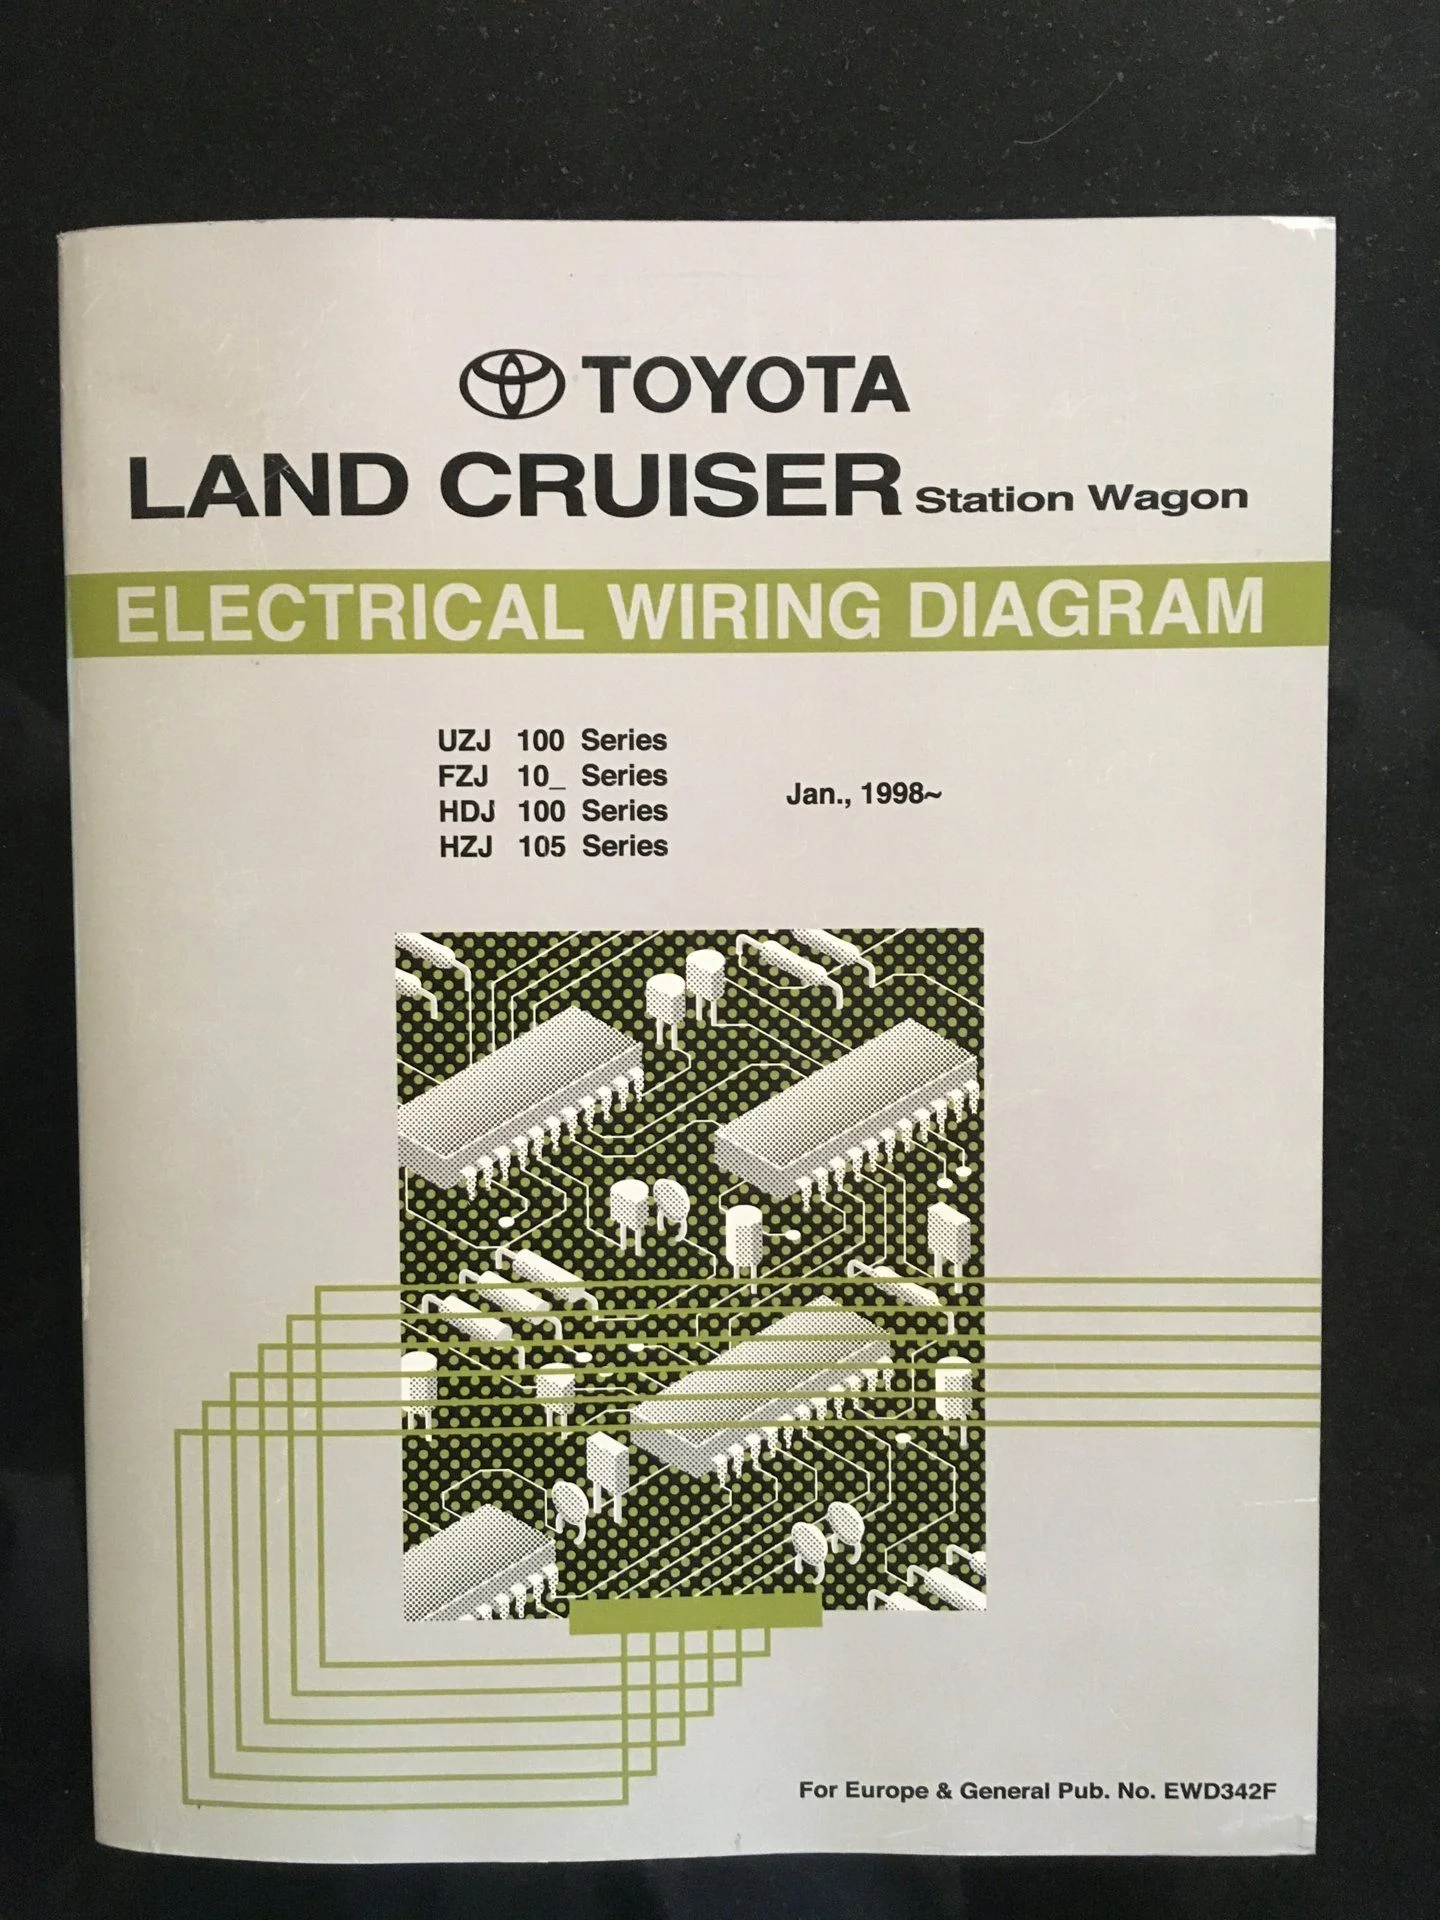 TOYOTA
LAND CRUISER Station Wagon
ELECTRICAL WIRING DIAGRAM
UZJ 100 Series
FZJ 10_ Series
HDJ 100 Series
HZJ 105 Series
Jan., 1998~
For Europe & General Pub. No. EWD342F